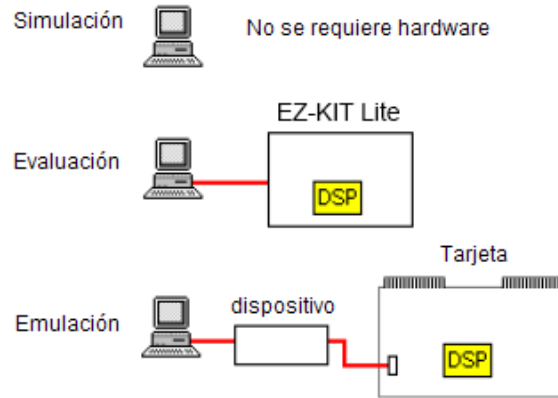 Simulación
No se requiere hardware
EZ-KIT Lite
Evaluación
DSP
Tarjeta
dispositivo
Emulación
DSP